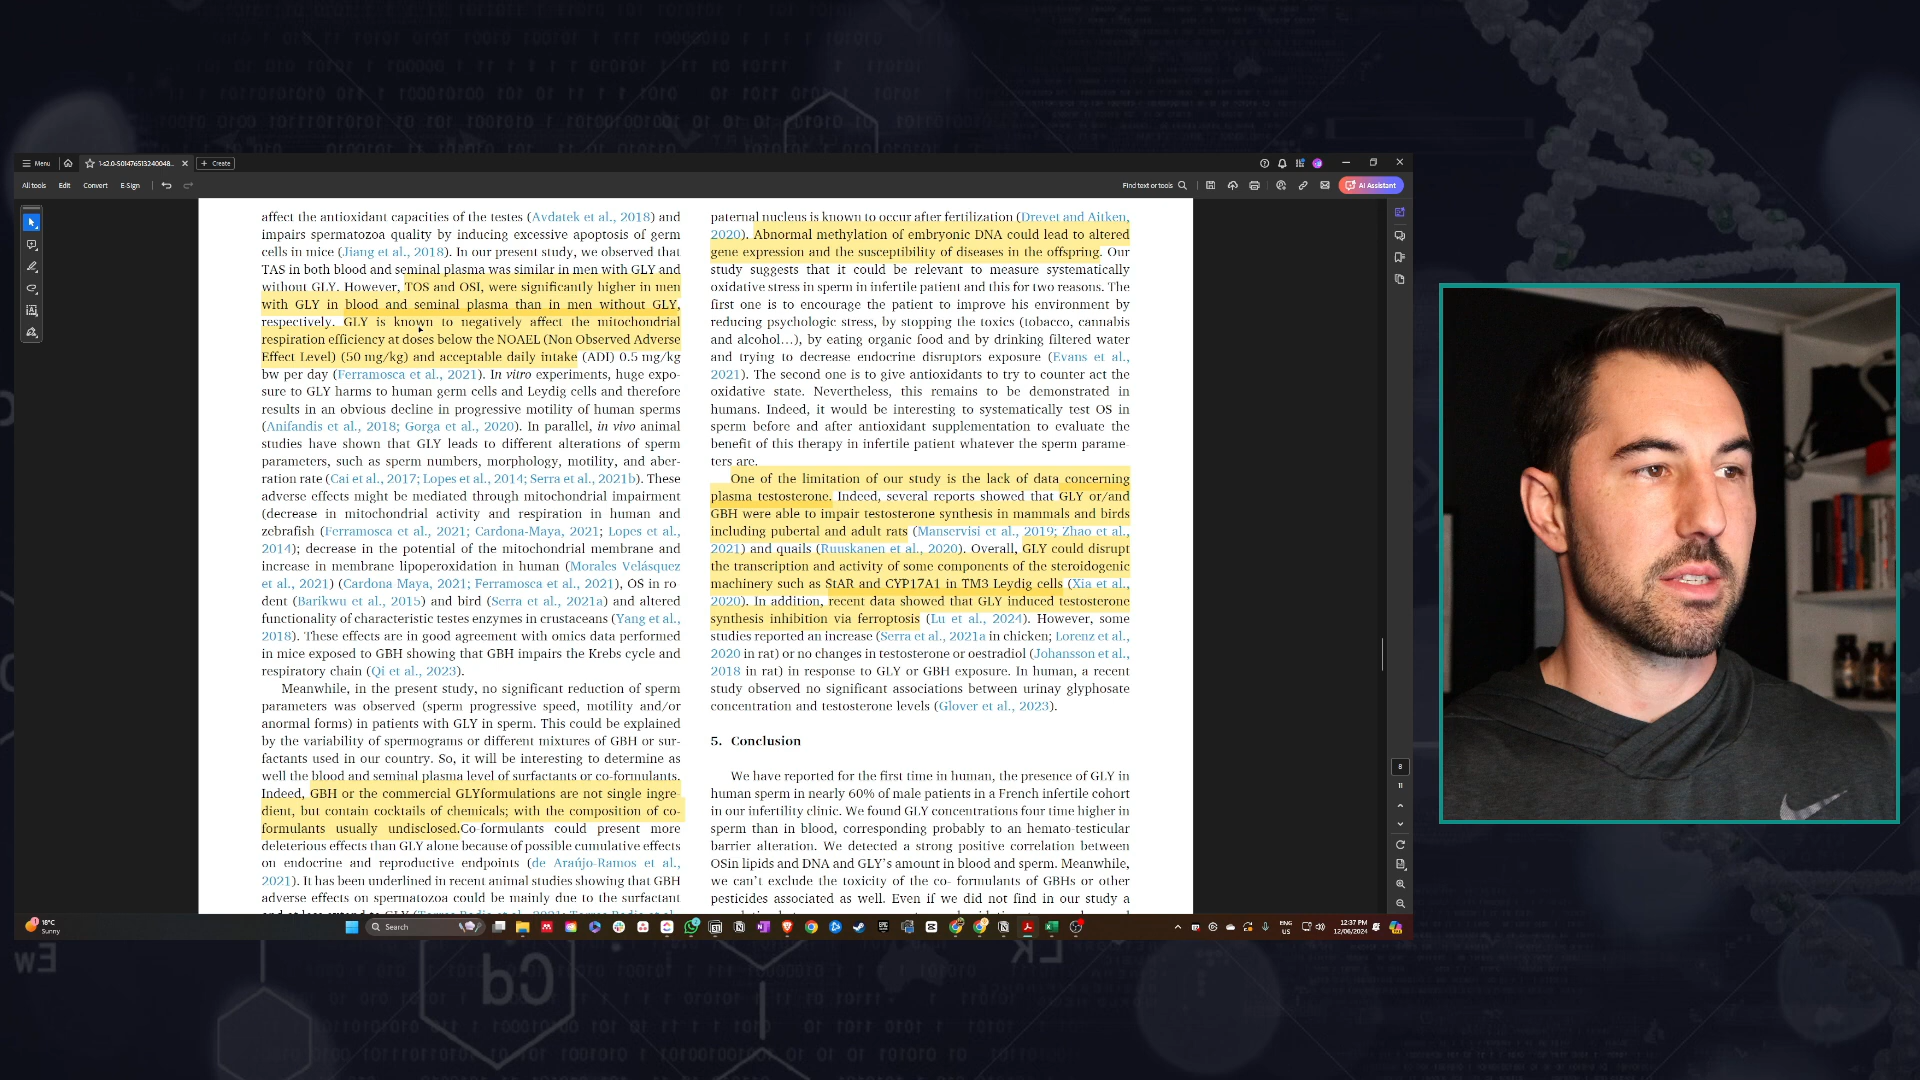 Menu
1-s2.0-S01476513240048...
Create
All tools
Edit
Convert
E-Sign
Find text or tools
AI Assistant
affect the antioxidant capacities of the testes (Avdatek et al., 2018) and
impairs spermatozoa quality by inducing excessive apoptosis of germ
cells in mice (Jiang et al., 2018). In our present study, we observed that
TAS in both blood and seminal plasma was similar in men with GLY and
without GLY. However, TOS and OSI, were significantly higher in men
with GLY in blood and seminal plasma than in men without GLY,
respectively. GLY is known to negatively affect the mitochondrial
respiration efficiency at doses below the NOAEL (Non Observed Adverse
Effect Level) (50 mg/kg) and acceptable daily intake (ADI) 0.5 mg/kg
bw per day (Ferramosca et al., 2021). In vitro experiments, huge expo-
sure to GLY harms to human germ cells and Leydig cells and therefore
results in an obvious decline in progressive motility of human sperms
(Anifandis et al., 2018; Gorga et al., 2020). In parallel, in vivo animal
studies have shown that GLY leads to different alterations of sperm
parameters, such as sperm numbers, morphology, motility, and aber-
ration rate (Cai et al., 2017; Lopes et al., 2014; Serra et al., 2021b). These
adverse effects might be mediated through mitochondrial impairment
(decrease in mitochondrial activity and respiration in human and
zebrafish (Ferramosca et al., 2021; Cardona-Maya, 2021; Lopes et al.,
2014); decrease in the potential of the mitochondrial membrane and
increase in membrane lipoperoxidation in human (Morales Velásquez
et al., 2021) (Cardona Maya, 2021; Ferramosca et al., 2021), OS in ro-
dent (Barikwu et al., 2015) and bird (Serra et al., 2021a) and altered
functionality of characteristic testes enzymes in crustaceans (Yang et al.,
2018). These effects are in good agreement with omics data performed
in mice exposed to GBH showing that GBH impairs the Krebs cycle and
respiratory chain (Qi et al., 2023).
Meanwhile, in the present study, no significant reduction of sperm
parameters was observed (sperm progressive speed, motility and/or
anormal forms) in patients with GLY in sperm. This could be explained
by the variability of spermograms or different mixtures of GBH or sur-
factants used in our country. So, it will be interesting to determine as
well the blood and seminal plasma level of surfactants or co-formulants.
Indeed, GBH or the commercial GLYformulations are not single ingre-
dient, but contain cocktails of chemicals; with the composition of co-
formulants usually undisclosed.Co-formulants could present more
deleterious effects than GLY alone because of possible cumulative effects
on endocrine and reproductive endpoints (de Araújo-Ramos et al.,
2021). It has been underlined in recent animal studies showing that GBH
adverse effects on spermatozoa could be mainly due to the surfactant
paternal nucleus is known to occur after fertilization (Drevet and Aitken,
2020). Abnormal methylation of embryonic DNA could lead to altered
gene expression and the susceptibility of diseases in the offspring. Our
study suggests that it could be relevant to measure systematically
oxidative stress in sperm in infertile patient and this for two reasons. The
first one is to encourage the patient to improve his environment by
reducing psychologic stress, by stopping the toxics (tobacco, cannabis
and alcohol...), by eating organic food and by drinking filtered water
and trying to decrease endocrine disruptors exposure (Evans et al.,
2021). The second one is to give antioxidants to try to counter act the
oxidative state. Nevertheless, this remains to be demonstrated in
humans. Indeed, it would be interesting to systematically test OS in
sperm before and after antioxidant supplementation to evaluate the
benefit of this therapy in infertile patient whatever the sperm parame-
ters are.
One of the limitation of our study is the lack of data concerning
plasma testosterone. Indeed, several reports showed that GLY or/and
GBH were able to impair testosterone synthesis in mammals and birds
including pubertal and adult rats (Manservisi et al., 2019; Zhao et al.,
2021) and quails (Ruuskanen et al., 2020). Overall, GLY could disrupt
the transcription and activity of some components of the steroidogenic
machinery such as StAR and CYP17A1 in TM3 Leydig cells (Xia et al.,
2020). In addition, recent data showed that GLY induced testosterone
synthesis inhibition via ferroptosis (Lu et al., 2024). However, some
studies reported an increase (Serra et al., 2021a in chicken; Lorenz et al.,
2020 in rat) or no changes in testosterone or oestradiol (Johansson et al.,
2018 in rat) in response to GLY or GBH exposure. In human, a recent
study observed no significant associations between urinay glyphosate
concentration and testosterone levels (Glover et al., 2023).
5. Conclusion
We have reported for the first time in human, the presence of GLY in
human sperm in nearly 60% of male patients in a French infertile cohort
in our infertility clinic. We found GLY concentrations four time higher in
sperm than in blood, corresponding probably to an hemato-testicular
barrier alteration. We detected a strong positive correlation between
OSin lipids and DNA and GLY's amount in blood and sperm. Meanwhile,
we can't exclude the toxicity of the co- formulants of GBHs or other
pesticides associated as well. Even if we did not find in our study a
8
11
18°C
Sunny
Search
ENG
US
12:37 PM
12/06/2024
Cd